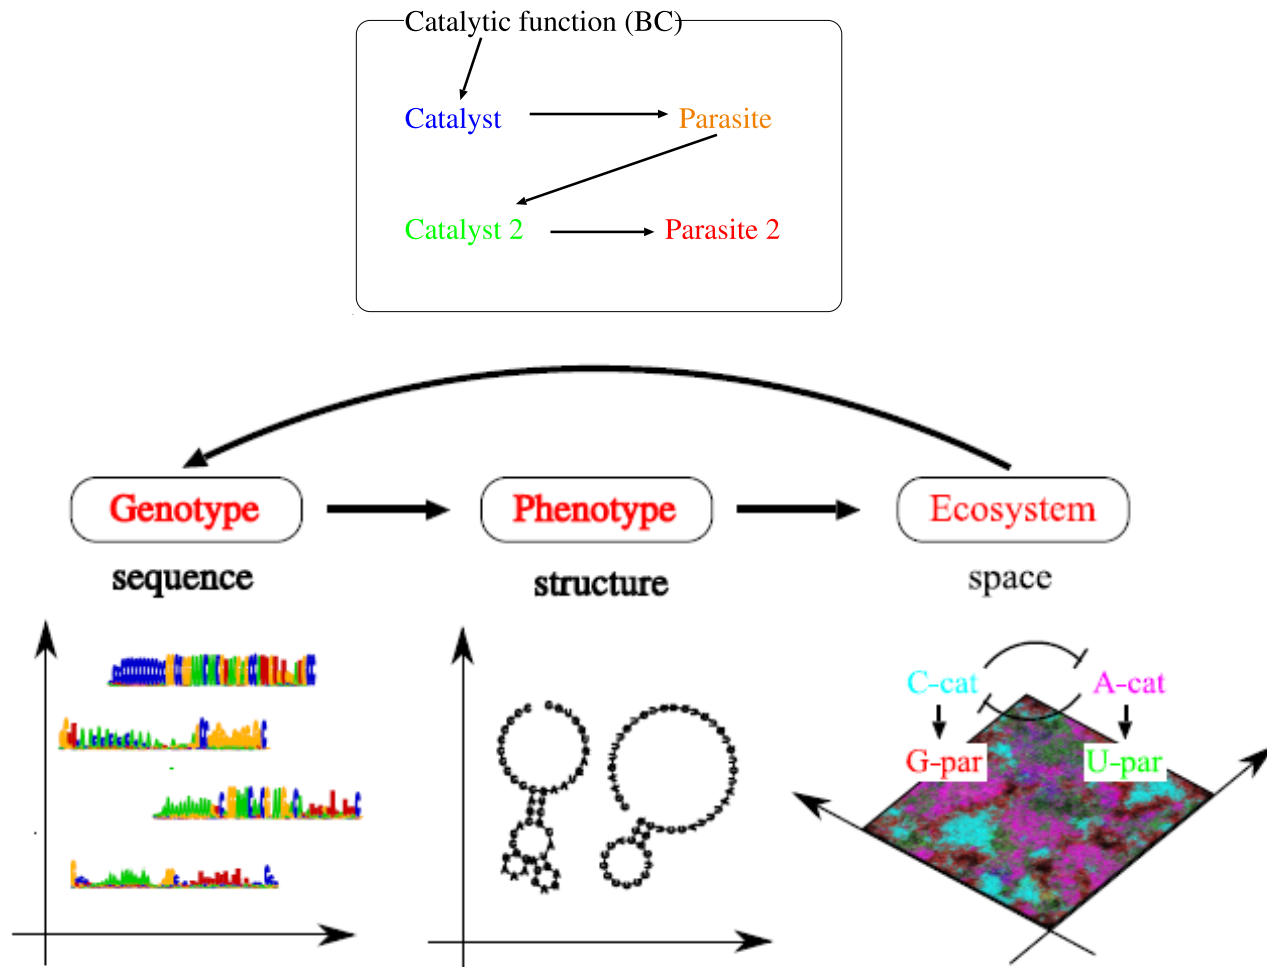 Catalytic function (BC)
Catalyst Parasite
Catalyst 2 Parasite 2
Genotype Phenotype Ecosystem
sequence structure space
C-cat A-cat
G-par U-par